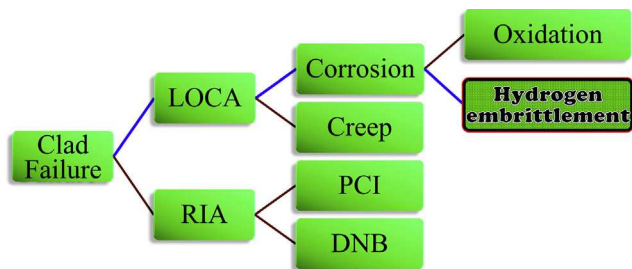 Clad
Failure
LOCA
RIA
Corrosion
Creep
PCI
DNB
Oxidation
Hydrogen
embrittlement